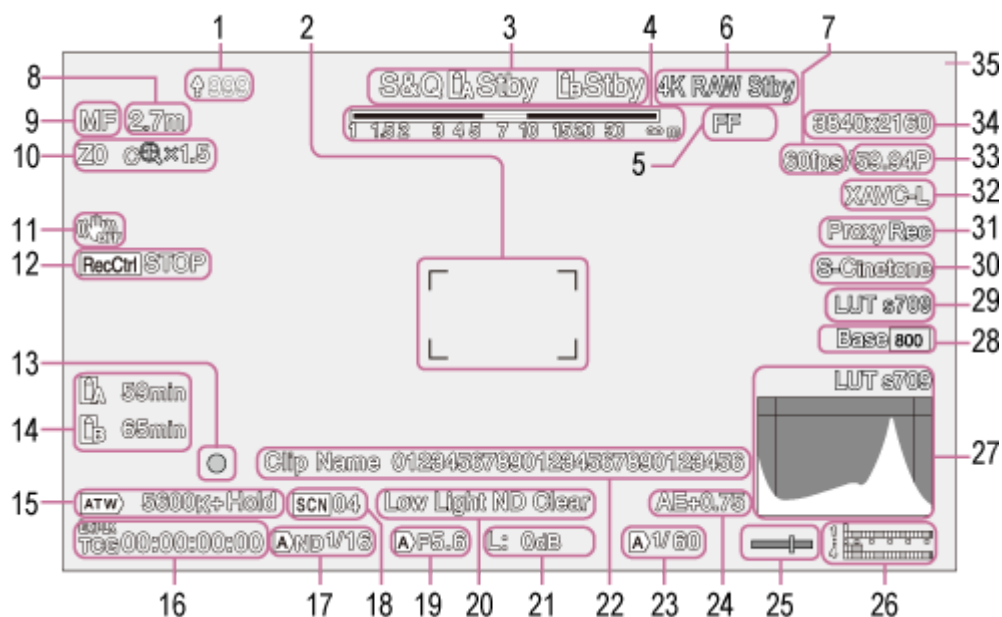 1 2 3 4 6 7
8 999 S&Q A Stby B Stby 4K RAW Stby 35
9 MF 2.7m 1 1.5 2 3 4 5 7 10 15 20 30 ∞ m FF 3840x2160 34
10 Z0 C ×1.5 5 60fps/59.94P 33
XAVC-L 32
11 OFF Proxy Rec 31
12 RecCtrl STOP S-Cinetone 30
LUT s709 29
Base 800 28
13 LUT s709
A 59min
14 B 65min
Clip Name 012345678901234567890123456 27
15 ATW 5600K+Hold SCN 04 Low Light ND Clear AE+0.75
TCG 00:00:00:00 A ND1/16 A F5.6 L: 0dB A 1/60
16 17 18 19 20 21 22 23 24 25 26